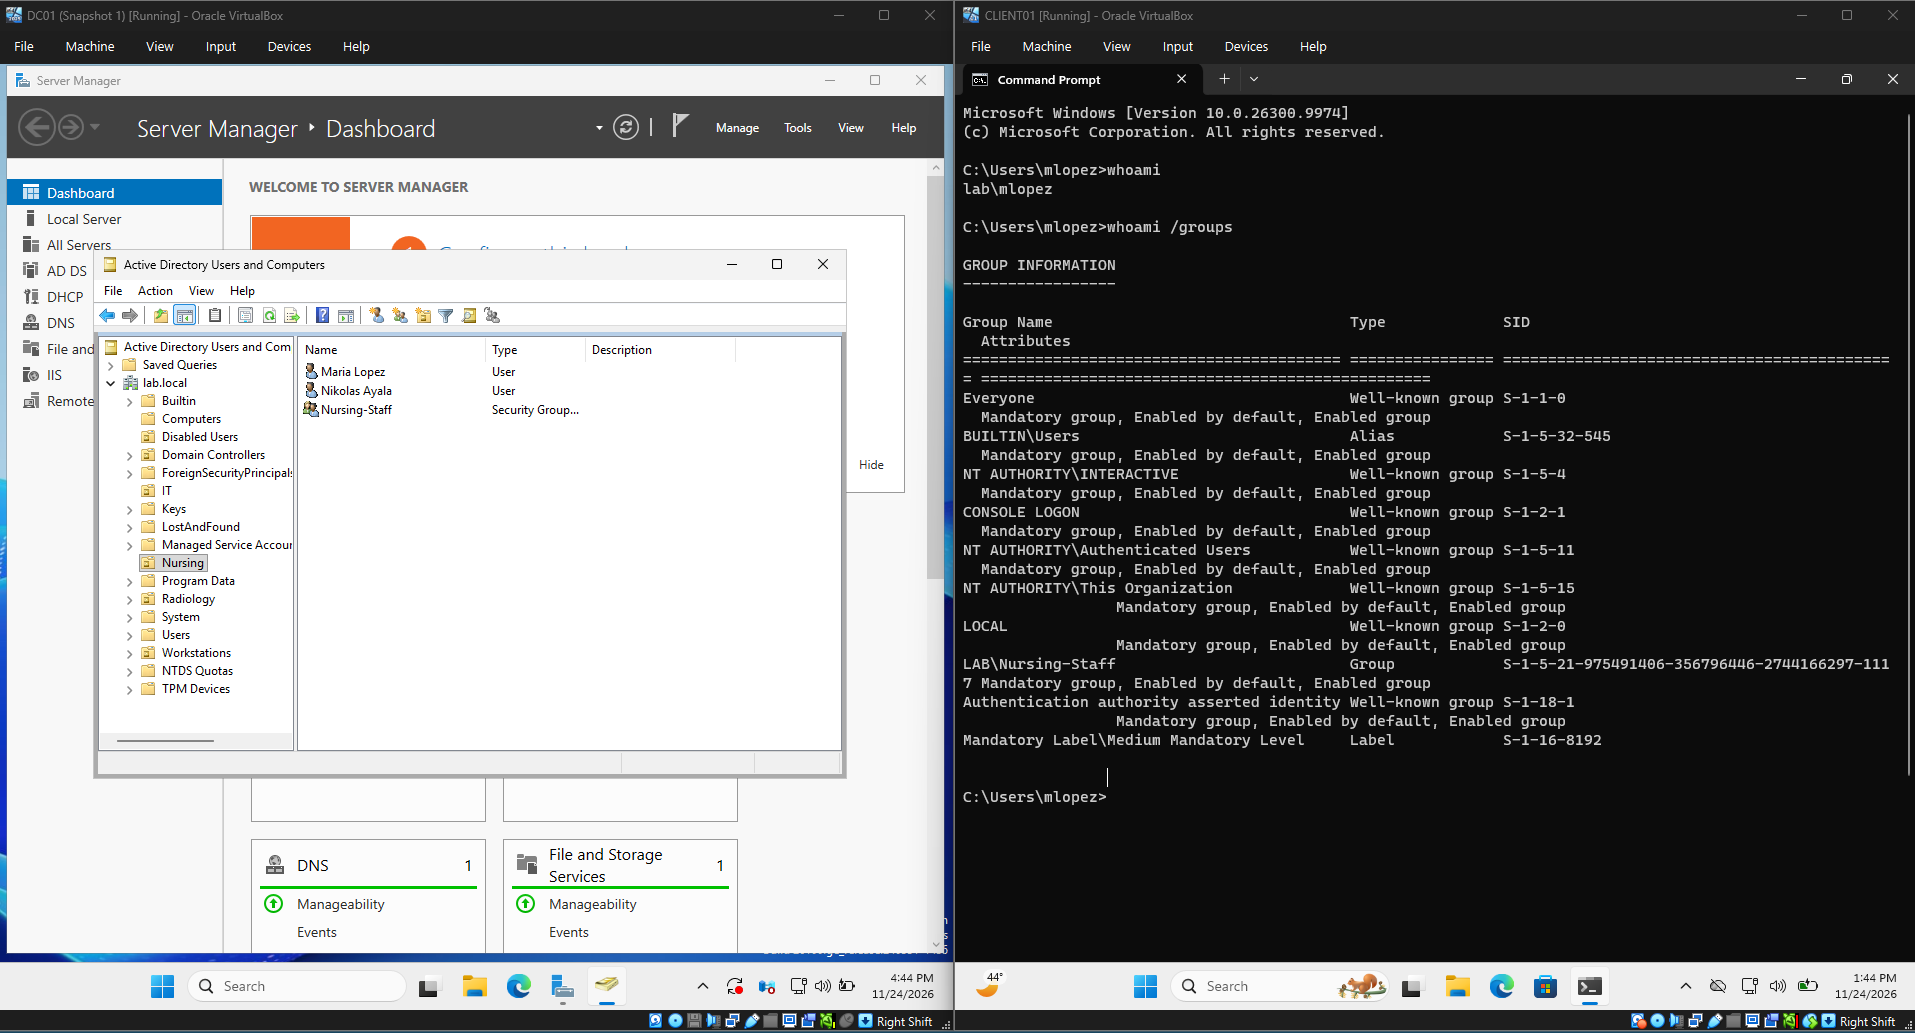 DC01 (Snapshot 1) [Running] - Oracle VirtualBox
File Machine View Input Devices Help
Server Manager
Server Manager Dashboard
Manage Tools View Help
Dashboard
Local Server
All Servers
AD DS
DHCP
DNS
File and
IIS
Remote
WELCOME TO SERVER MANAGER
Hide
Active Directory Users and Computers
File Action View Help
Active Directory Users and Com
Saved Queries
lab.local
Builtin
Computers
Disabled Users
Domain Controllers
ForeignSecurityPrincipals
IT
Keys
LostAndFound
Managed Service Accour
Nursing
Program Data
Radiology
System
Users
Workstations
NTDS Quotas
TPM Devices
Name Type Description
Maria Lopez User
Nikolas Ayala User
Nursing-Staff Security Group...
DNS 1
Manageability
Events
File and Storage
Services 1
Manageability
Events
Search
4:44 PM
11/24/2026
Right Shift
CLIENT01 [Running] - Oracle VirtualBox
File Machine View Input Devices Help
Command Prompt
Microsoft Windows [Version 10.0.26300.9974]
(c) Microsoft Corporation. All rights reserved.
C:\Users\mlopez>whoami
lab\mlopez
C:\Users\mlopez>whoami /groups
GROUP INFORMATION
-----------------
Group Name Type SID
Attributes
========================================== ================ ===========================================
= ==================================================
Everyone Well-known group S-1-1-0
Mandatory group, Enabled by default, Enabled group
BUILTIN\Users Alias S-1-5-32-545
Mandatory group, Enabled by default, Enabled group
NT AUTHORITY\INTERACTIVE Well-known group S-1-5-4
Mandatory group, Enabled by default, Enabled group
CONSOLE LOGON Well-known group S-1-2-1
Mandatory group, Enabled by default, Enabled group
NT AUTHORITY\Authenticated Users Well-known group S-1-5-11
Mandatory group, Enabled by default, Enabled group
NT AUTHORITY\This Organization Well-known group S-1-5-15
Mandatory group, Enabled by default, Enabled group
LOCAL Well-known group S-1-2-0
Mandatory group, Enabled by default, Enabled group
LAB\Nursing-Staff Group S-1-5-21-975491406-356796446-2744166297-111
7 Mandatory group, Enabled by default, Enabled group
Authentication authority asserted identity Well-known group S-1-18-1
Mandatory group, Enabled by default, Enabled group
Mandatory Label\Medium Mandatory Level Label S-1-16-8192
C:\Users\mlopez>
44°
Search
1:44 PM
11/24/2026
Right Shift